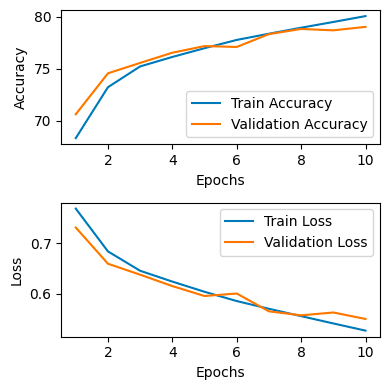 80
75
70
Accuracy
Train Accuracy
Validation Accuracy
2 4 6 8 10
Epochs
0.7
0.6
Loss
Train Loss
Validation Loss
2 4 6 8 10
Epochs